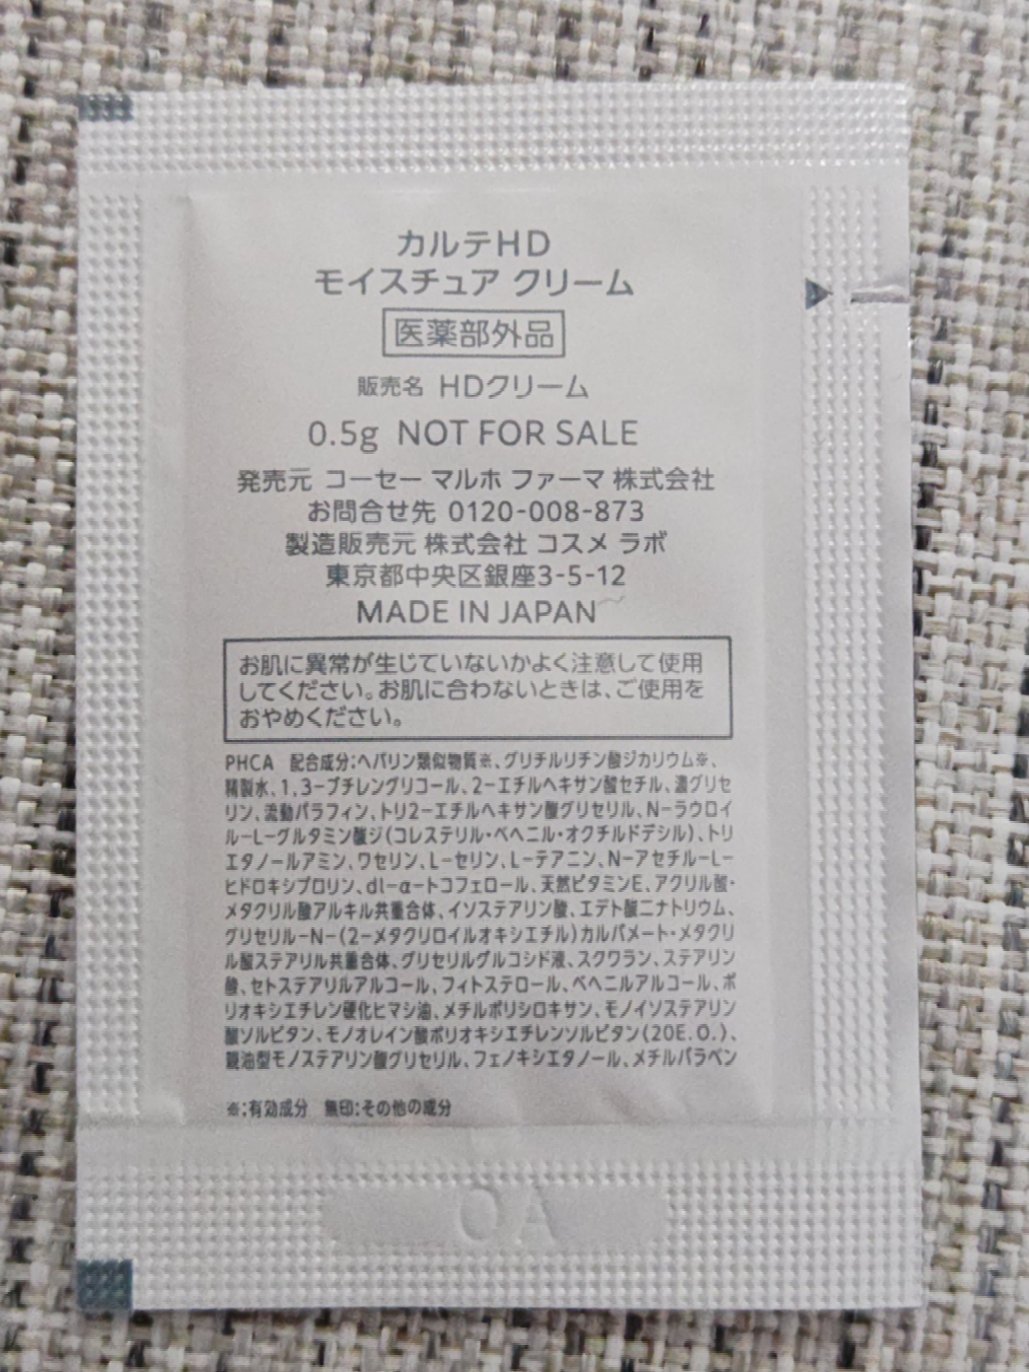 カルテHD
モイスチュア クリーム
医薬部外品
販売名 HDクリーム
0.5g NOT FOR SALE
発売元 コーセー マルホ ファーマ 株式会社
お問合せ先 0120-008-873
製造販売元 株式会社 コスメ ラボ
東京都中央区銀座3-5-12
MADE IN JAPAN
お肌に異常が生じていないかよく注意して使用
してください。お肌に合わないときは、ご使用を
おやめください。
PHCA 配合成分:ヘパリン類似物質※、グリチルリチン酸ジカリウム※、
精製水、1,3-ブチレングリコール、2-エチルヘキサン酸セチル、濃グリセ
リン、流動パラフィン、トリ2-エチルヘキサン酸グリセリル、N-ラウロイ
ル-L-グルタミン酸ジ(コレステリル・ベヘニル・オクチルドデシル)、トリ
エタノールアミン、ワセリン、L-セリン、L-テアニン、N-アセチル-L-
ヒドロキシプロリン、dl-α-トコフェロール、天然ビタミンE、アクリル酸・
メタクリル酸アルキル共重合体、イソステアリン酸、エデト酸二ナトリウム、
グリセリル-N-(2-メタクリロイルオキシエチル)カルバメート・メタクリ
ル酸ステアリル共重合体、グリセリルグルコシド液、スクワラン、ステアリン
酸、セトステアリルアルコール、フィトステロール、ベヘニルアルコール、ポ
リオキシエチレン硬化ヒマシ油、メチルポリシロキサン、モノイソステアリン
酸ソルビタン、モノオレイン酸ポリオキシエチレンソルビタン(20E.O.)、
親油型モノステアリン酸グリセリル、フェノキシエタノール、メチルパラベン
※:有効成分 無印:その他の成分
OA